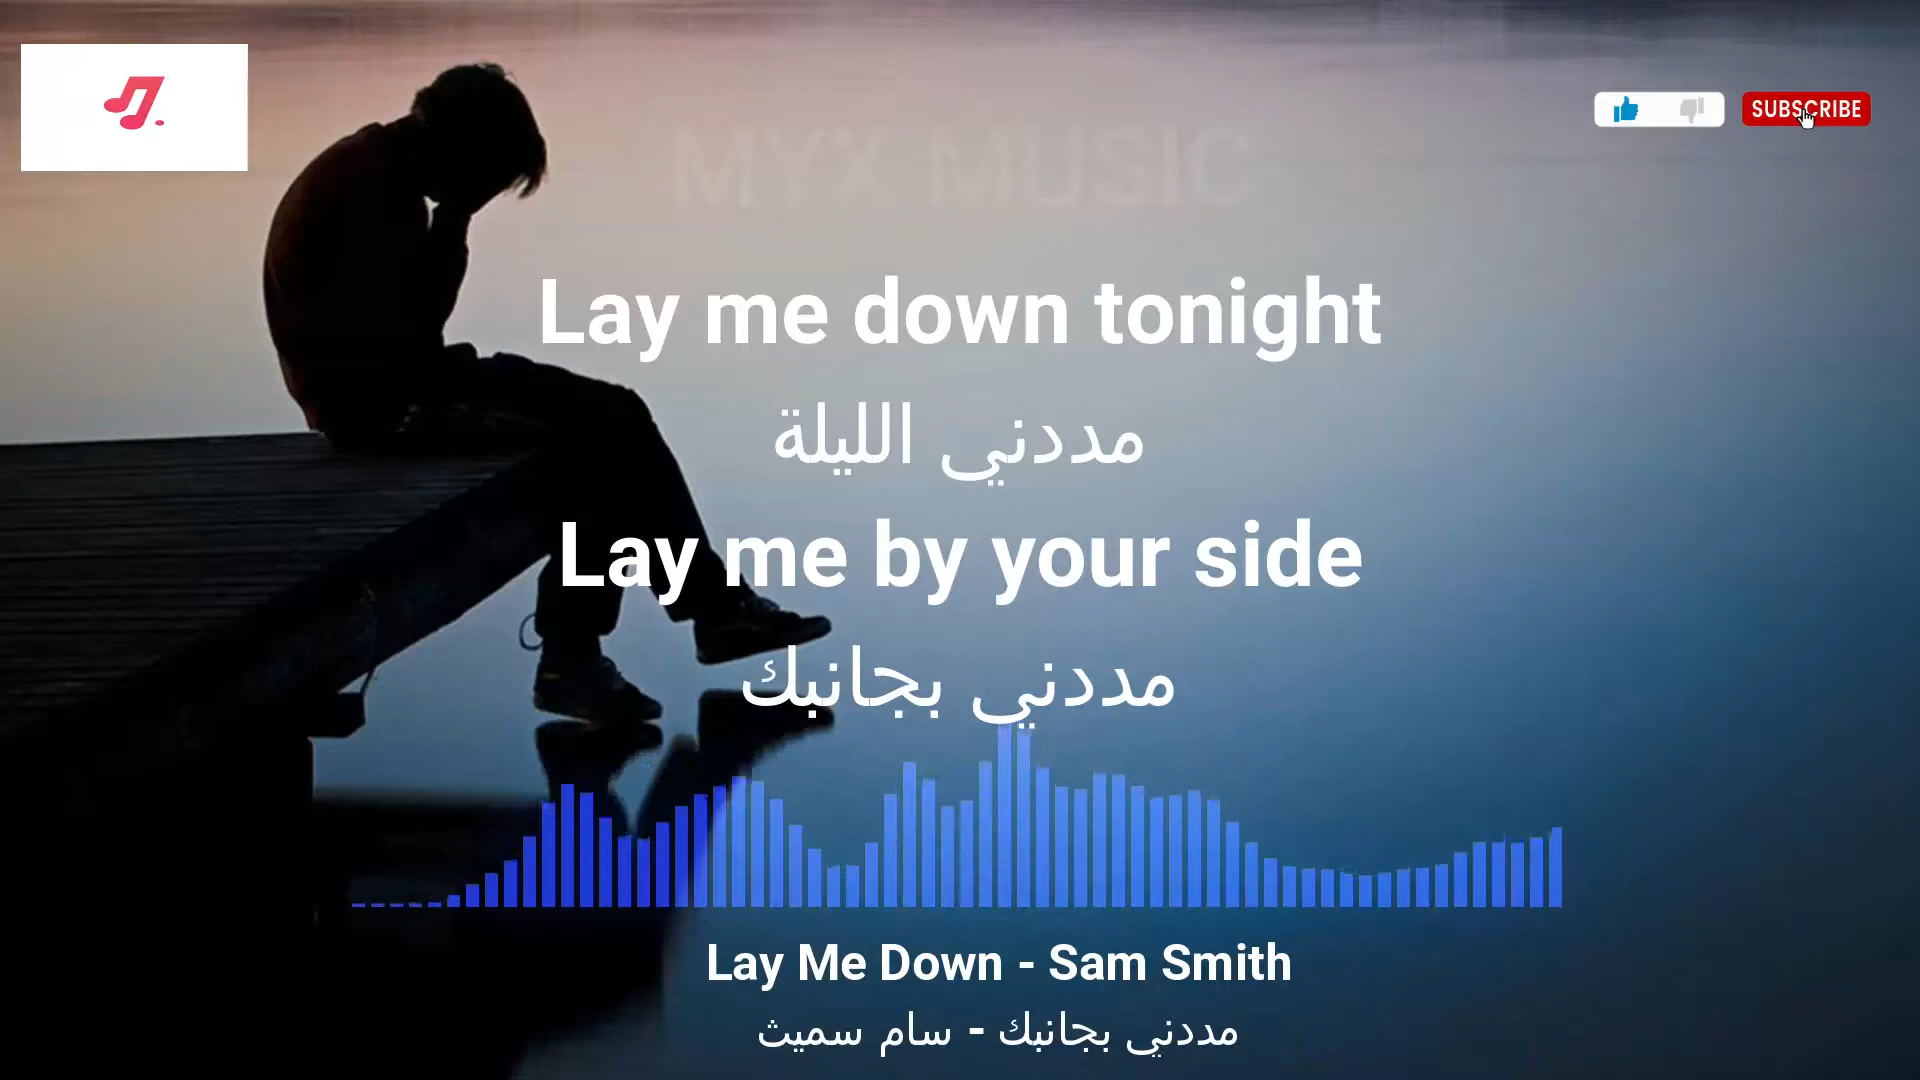 SUBSCRIBE
MYX MUSIC
Lay me down tonight
مددني الليلة
Lay me by your side
مددني بجانبك
Lay Me Down - Sam Smith
مددني بجانبك - سام سميث